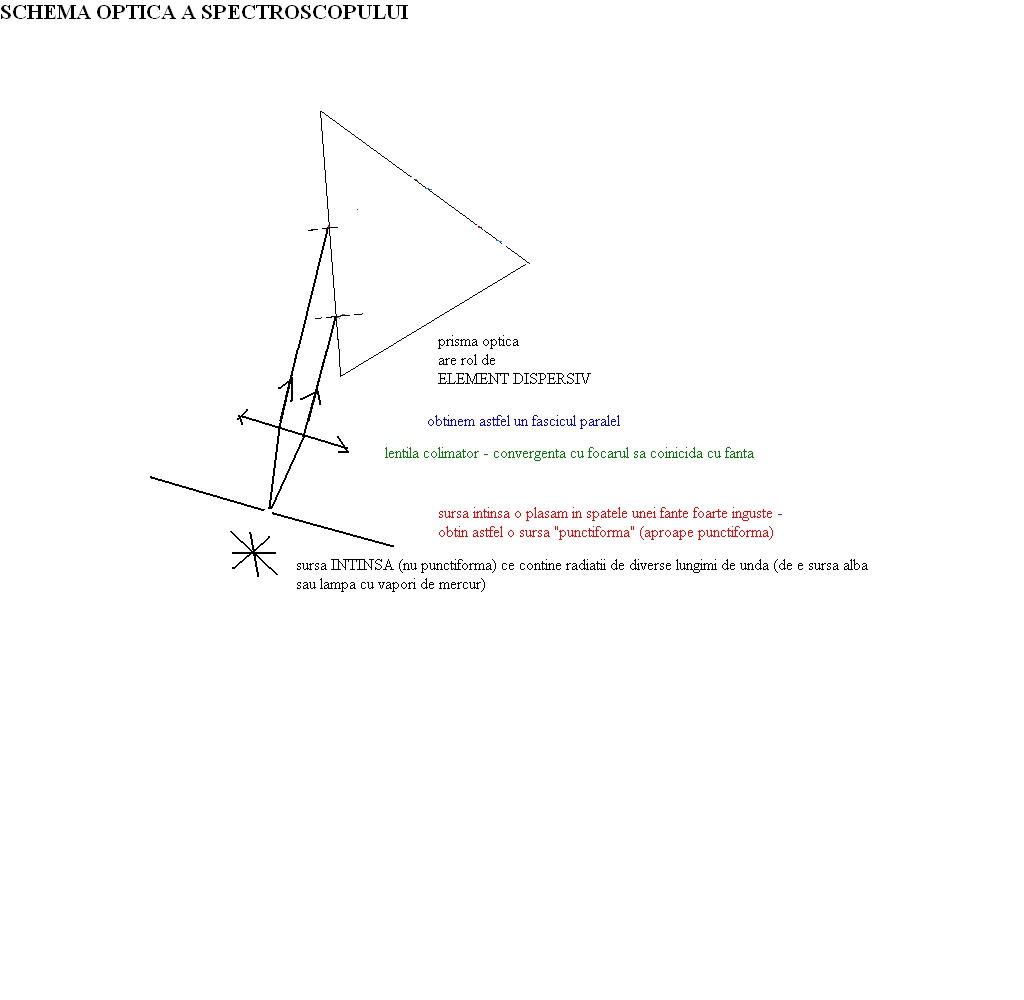 SCHEMA OPTICA A SPECTROSCOPULUI
prisma optica
are rol de
ELEMENT DISPERSIV
obtinem astfel un fascicul paralel
lentila colimator - convergenta cu focarul sa coinicida cu fanta
sursa intinsa o plasam in spatele unei fante foarte inguste -
obtin astfel o sursa "punctiforma" (aproape punctiforma)
sursa INTINSA (nu punctiforma) ce contine radiatii de diverse lungimi de unda (de e sursa alba
sau lampa cu vapori de mercur)